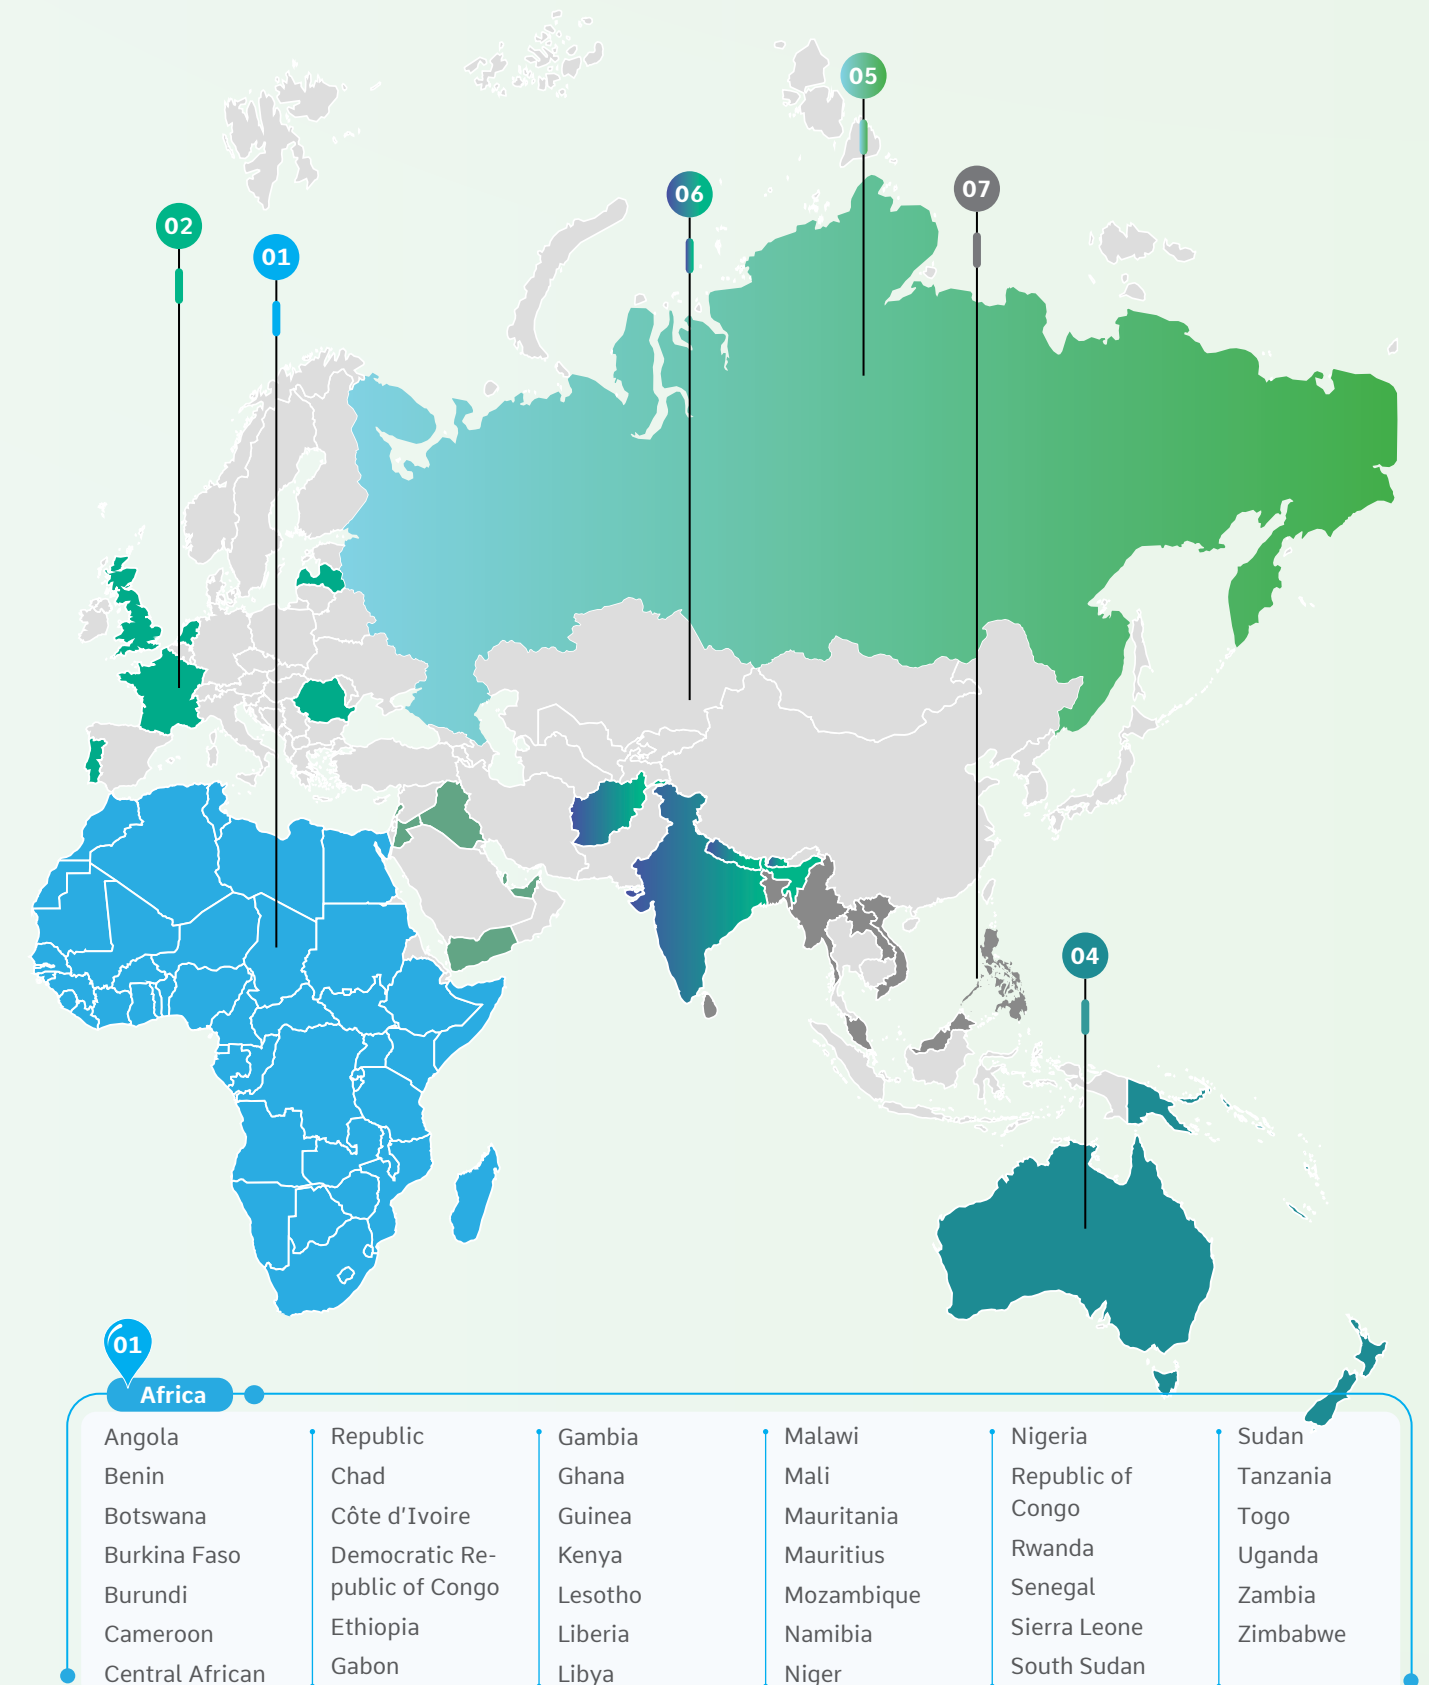 05
07
06
02
01
04
01
Africa
Angola
Benin
Botswana
Burkina Faso
Burundi
Cameroon
Central African
Republic
Chad
Côte d'Ivoire
Democratic Re-
public of Congo
Ethiopia
Gabon
Gambia
Ghana
Guinea
Kenya
Lesotho
Liberia
Libya
Malawi
Mali
Mauritania
Mauritius
Mozambique
Namibia
Niger
Nigeria
Republic of
Congo
Rwanda
Senegal
Sierra Leone
South Sudan
Sudan
Tanzania
Togo
Uganda
Zambia
Zimbabwe